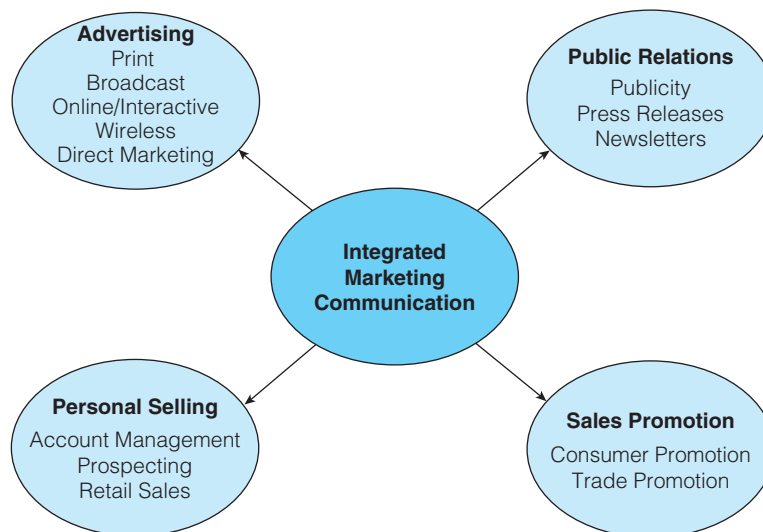 Advertising
Print
Broadcast
Online/Interactive
Wireless
Direct Marketing
Public Relations
Publicity
Press Releases
Newsletters
Integrated
Marketing
Communication
Personal Selling
Account Management
Prospecting
Retail Sales
Sales Promotion
Consumer Promotion
Trade Promotion